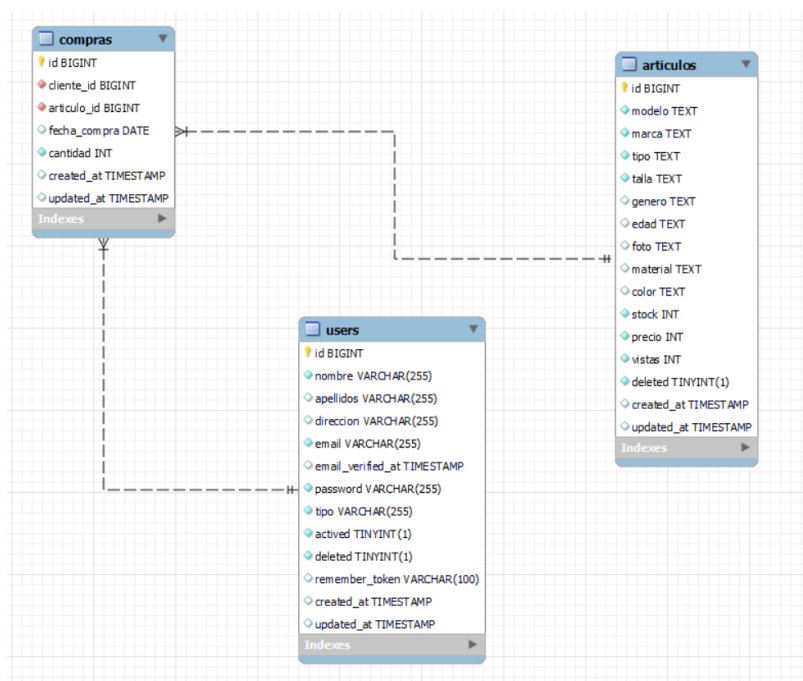 compras
id BIGINT
cliente_id BIGINT
articulo_id BIGINT
fecha_compra DATE
cantidad INT
created_at TIMESTAMP
updated_at TIMESTAMP
Indexes
articulos
id BIGINT
modelo TEXT
marca TEXT
tipo TEXT
talla TEXT
genero TEXT
edad TEXT
foto TEXT
material TEXT
color TEXT
stock INT
precio INT
vistas INT
deleted TINYINT(1)
created_at TIMESTAMP
updated_at TIMESTAMP
Indexes
users
id BIGINT
nombre VARCHAR(255)
apellidos VARCHAR(255)
direccion VARCHAR(255)
email VARCHAR(255)
email_verified_at TIMESTAMP
password VARCHAR(255)
tipo VARCHAR(255)
actived TINYINT(1)
deleted TINYINT(1)
remember_token VARCHAR(100)
created_at TIMESTAMP
updated_at TIMESTAMP
Indexes